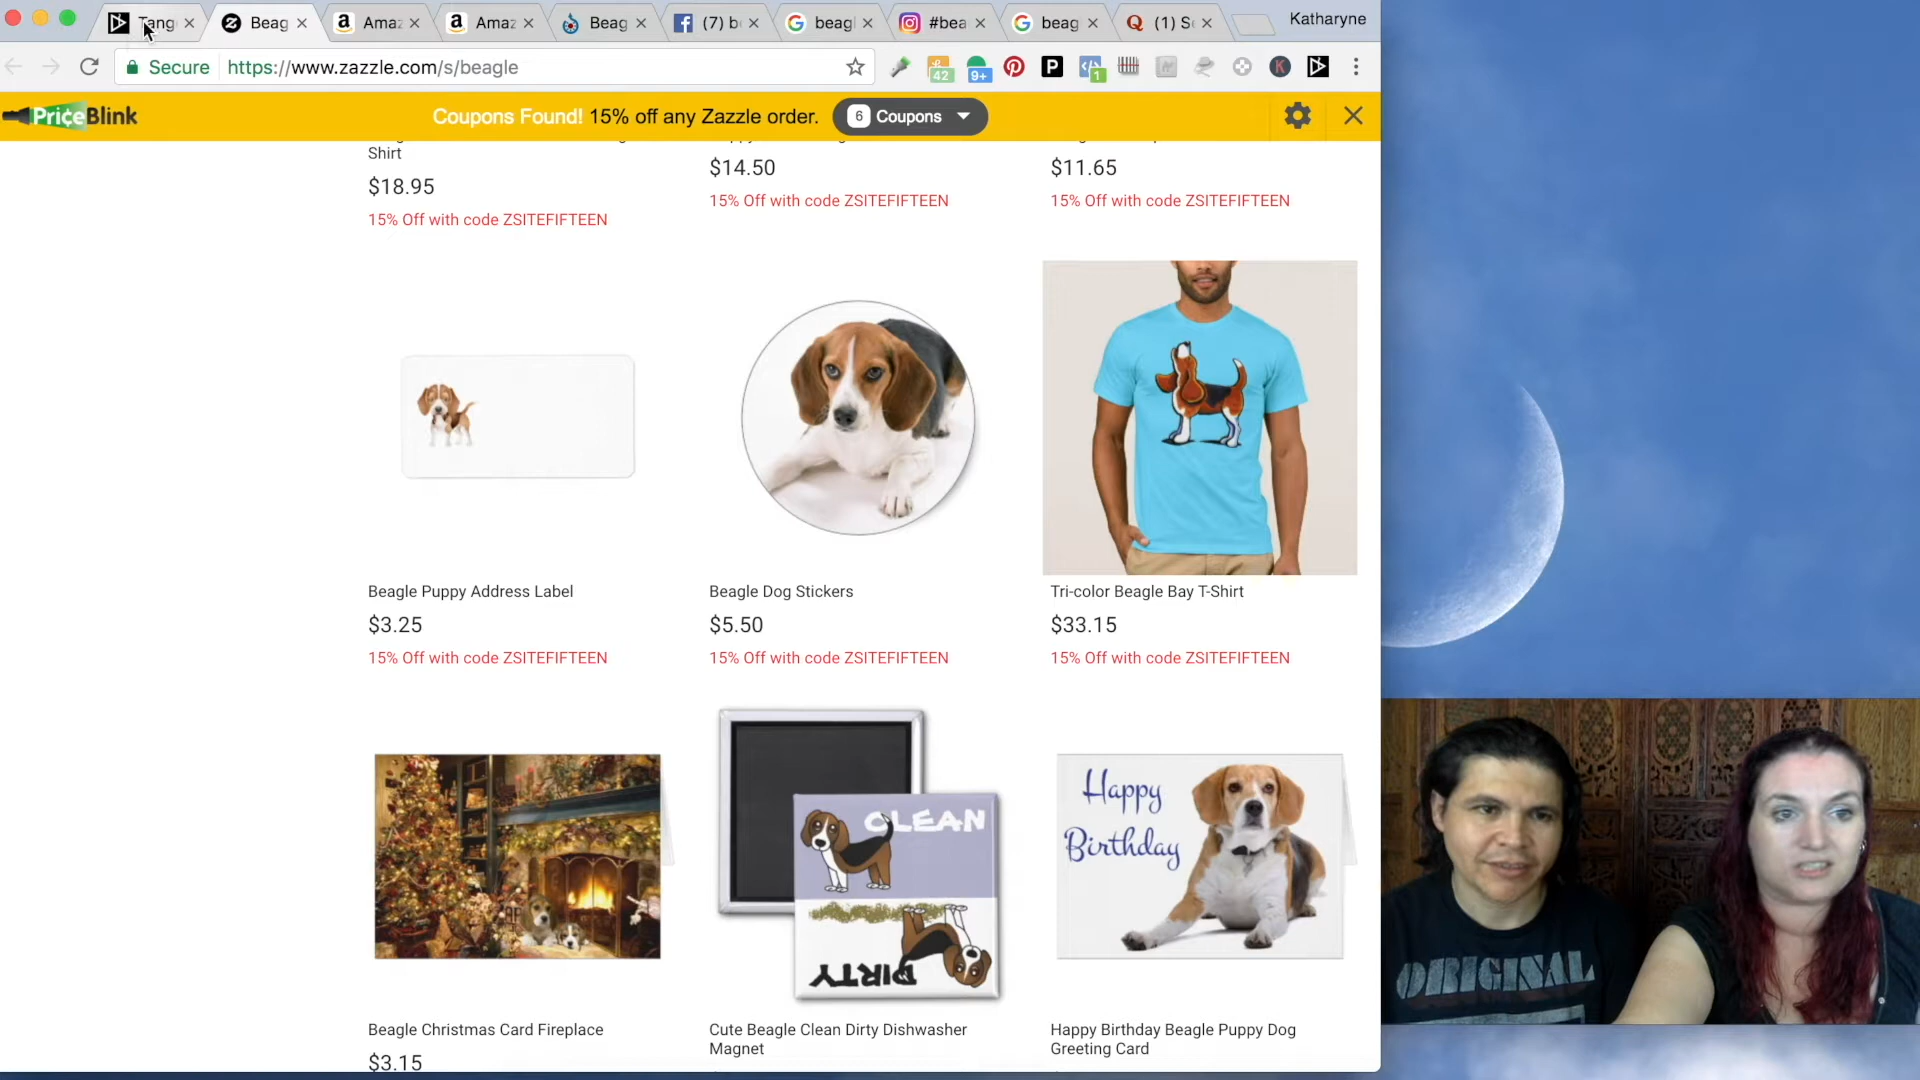 Tang
Beag
Amaz
Amaz
Beag
(7) b
beagl
#bea
beag
(1) S
Katharyne
Secure
https://www.zazzle.com/s/beagle
42
9+
1
K
PriceBlink
Coupons Found! 15% off any Zazzle order.
6 Coupons
Shirt
$18.95
15% Off with code ZSITEFIFTEEN
$14.50
15% Off with code ZSITEFIFTEEN
$11.65
15% Off with code ZSITEFIFTEEN
Beagle Puppy Address Label
$3.25
15% Off with code ZSITEFIFTEEN
Beagle Dog Stickers
$5.50
15% Off with code ZSITEFIFTEEN
Tri-color Beagle Bay T-Shirt
$33.15
15% Off with code ZSITEFIFTEEN
CLEAN
DIRTY
Happy
Birthday
Beagle Christmas Card Fireplace
$3.15
Cute Beagle Clean Dirty Dishwasher
Magnet
Happy Birthday Beagle Puppy Dog
Greeting Card
ORIGINAL